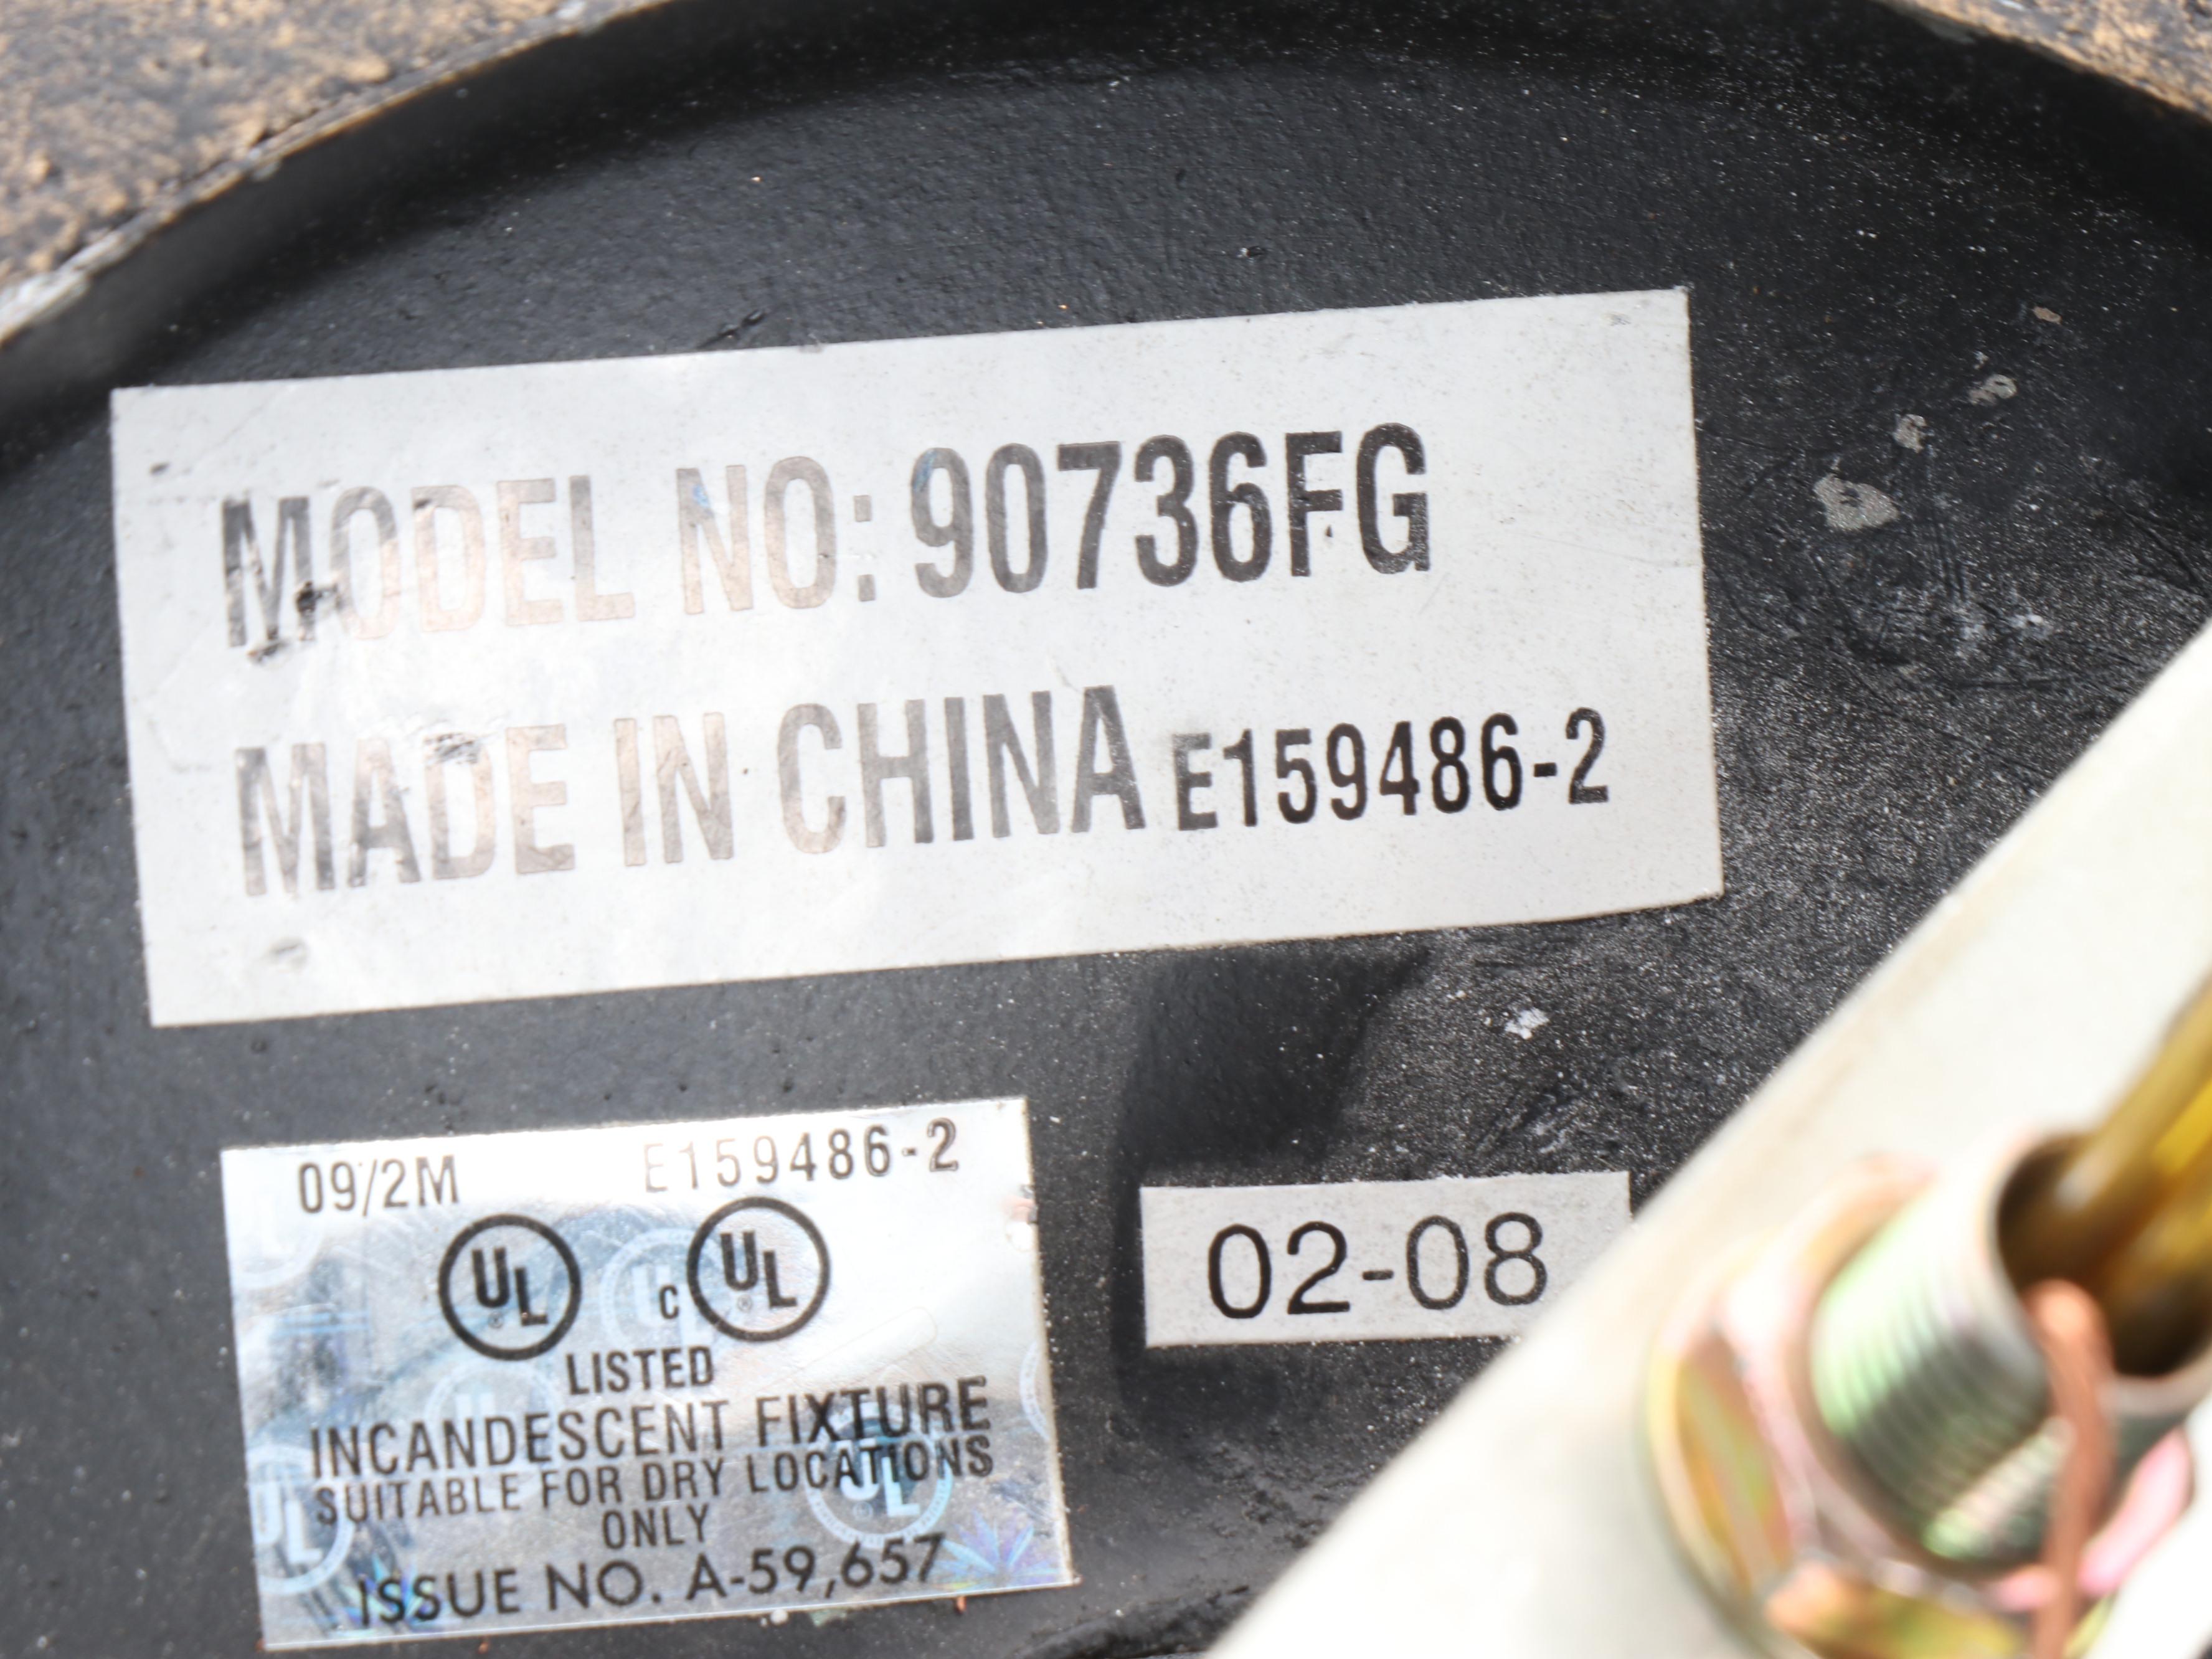 MODEL NO: 90736FG
MADE IN CHINA E159486-2
09/2M E159486-2
UL c UL
LISTED
INCANDESCENT FIXTURE
SUITABLE FOR DRY LOCATIONS
ONLY
ISSUE NO. A-59,657
02-08